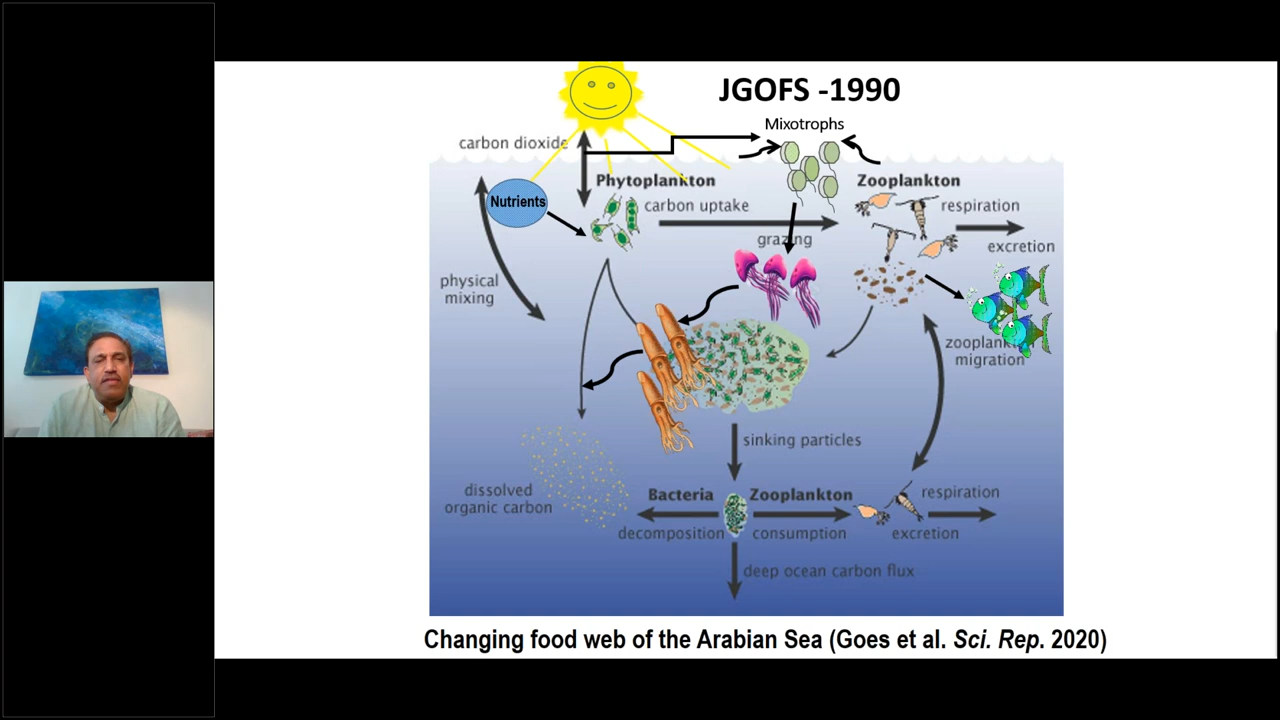 JGOFS -1990
Mixotrophs
carbon dioxide
Phytoplankton
Zooplankton
Nutrients
carbon uptake
respiration
grazing
excretion
physical
mixing
zooplankt
migration
sinking particles
dissolved
organic carbon
Bacteria
Zooplankton
respiration
decomposition
consumption
excretion
deep ocean carbon flux
Changing food web of the Arabian Sea (Goes et al. Sci. Rep. 2020)